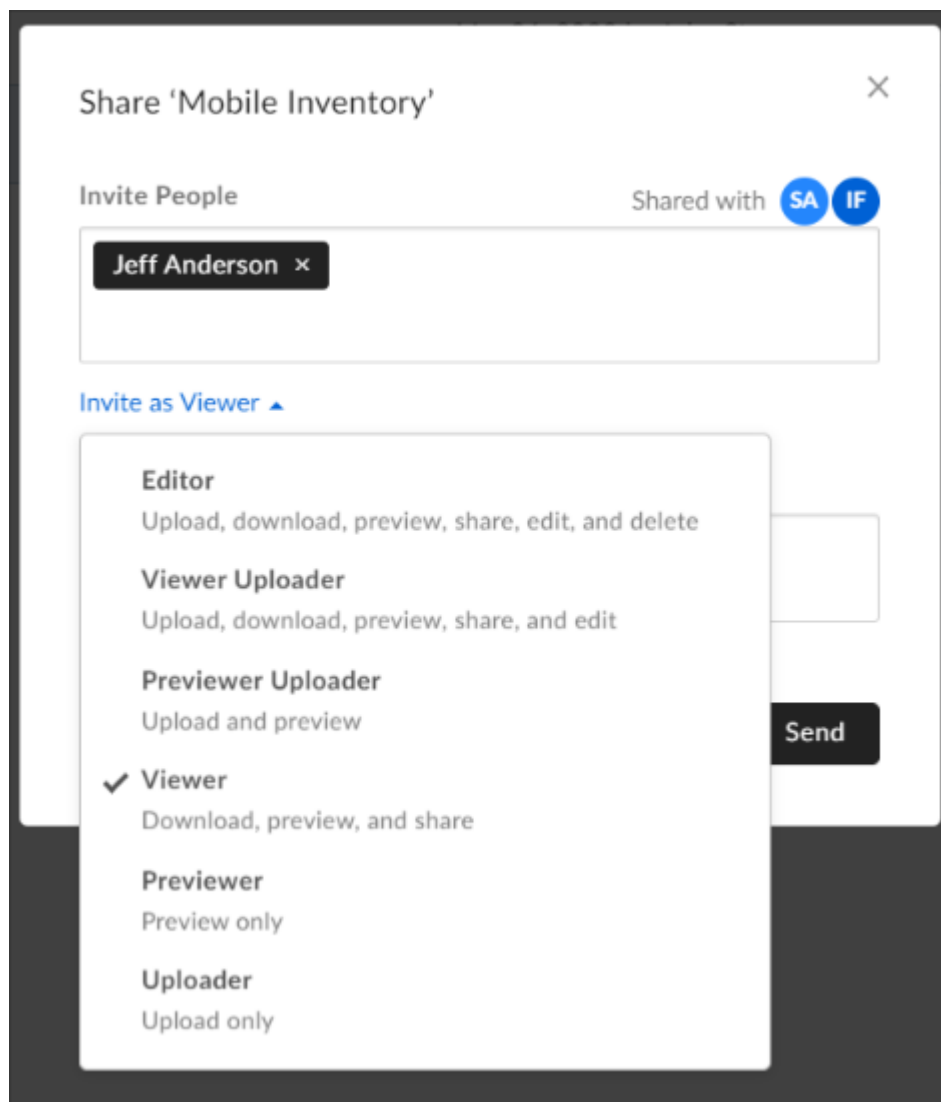 Share ‘Mobile Inventory’
Invite People
Shared with SA IF
Jeff Anderson ×
Invite as Viewer
Editor
Upload, download, preview, share, edit, and delete
Viewer Uploader
Upload, download, preview, share, and edit
Previewer Uploader
Upload and preview
Send
Viewer
Download, preview, and share
Previewer
Preview only
Uploader
Upload only